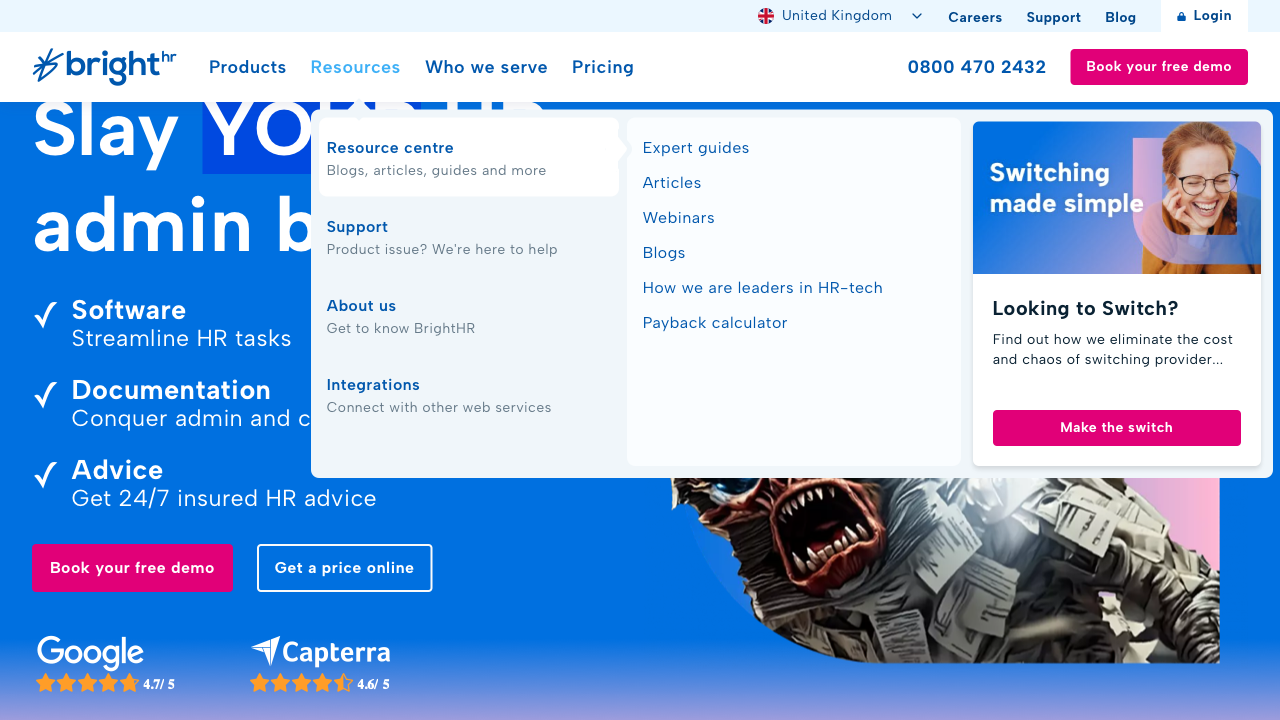 United Kingdom
Careers
Support
Blog
Login
brighthr
Products
Resources
Who we serve
Pricing
0800 470 2432
Book your free demo
Slay
admin
Resource centre
Blogs, articles, guides and more
Support
Product issue? We're here to help
About us
Get to know BrightHR
Integrations
Connect with other web services
Expert guides
Articles
Webinars
Blogs
How we are leaders in HR-tech
Payback calculator
Switching
made simple
Looking to Switch?
Find out how we eliminate the cost
and chaos of switching provider...
Make the switch
Software
Streamline HR tasks
Documentation
Conquer admin and
Advice
Get 24/7 insured HR advice
Book your free demo
Get a price online
Google
4.7/ 5
Capterra
4.6/ 5